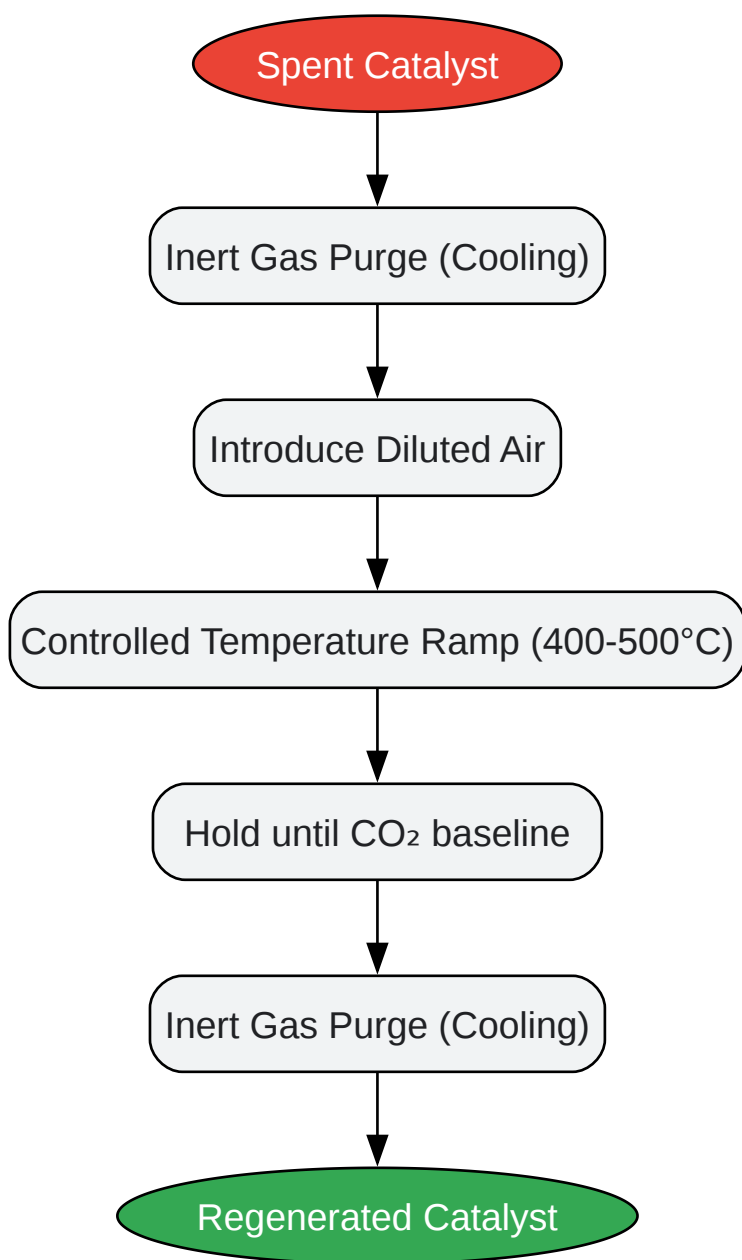 Spent Catalyst
Inert Gas Purge (Cooling)
Introduce Diluted Air
Controlled Temperature Ramp (400-500°C)
Hold until CO₂ baseline
Inert Gas Purge (Cooling)
Regenerated Catalyst